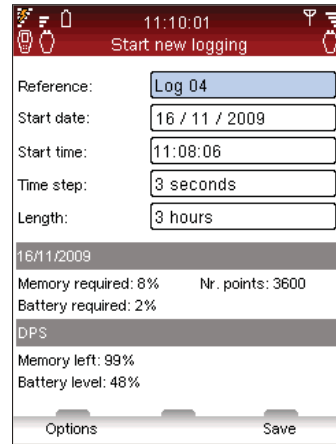 11:10:01
Start new logging
Reference: Log 04
Start date: 16 / 11 / 2009
Start time: 11:08:06
Time step: 3 seconds
Length: 3 hours
16/11/2009
Memory required: 8% Nr. points: 3600
Battery required: 2%
DPS
Memory left: 99%
Battery level: 48%
Options Save